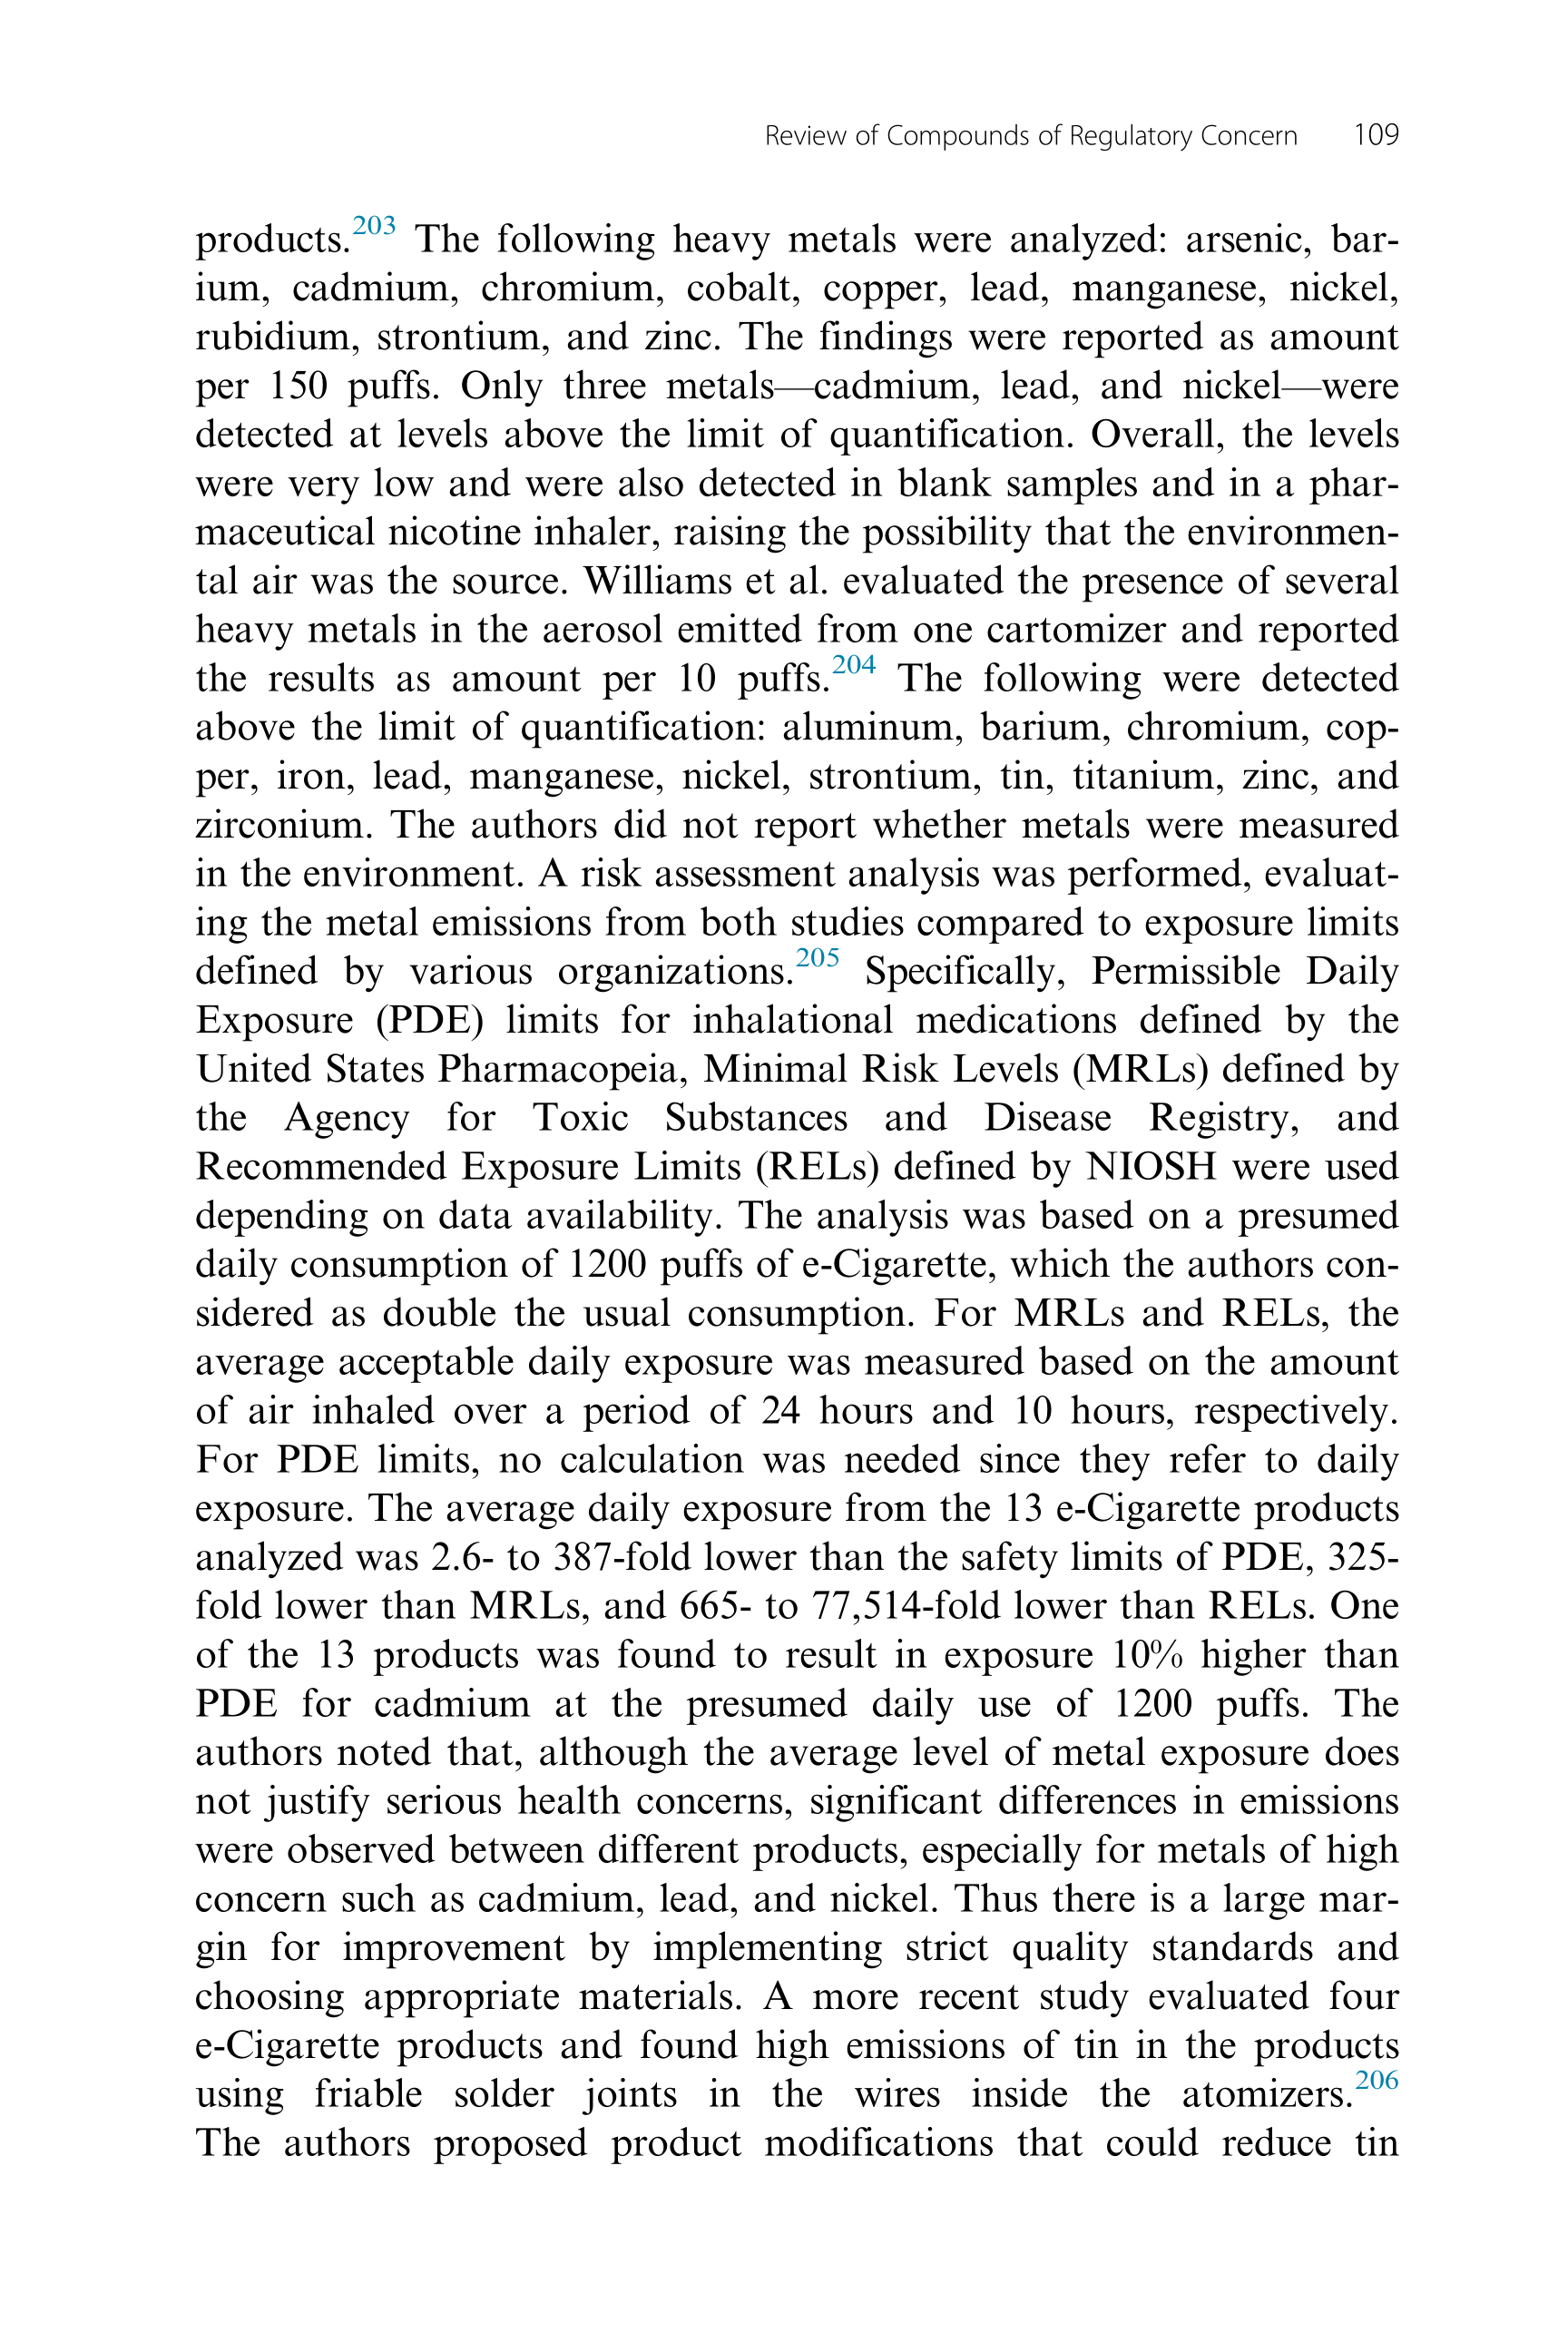 Review of Compounds of Regulatory Concern 109
products.203 The following heavy metals were analyzed: arsenic, bar-
ium, cadmium, chromium, cobalt, copper, lead, manganese, nickel,
rubidium, strontium, and zinc. The findings were reported as amount
per 150 puffs. Only three metals—cadmium, lead, and nickel—were
detected at levels above the limit of quantification. Overall, the levels
were very low and were also detected in blank samples and in a phar-
maceutical nicotine inhaler, raising the possibility that the environmen-
tal air was the source. Williams et al. evaluated the presence of several
heavy metals in the aerosol emitted from one cartomizer and reported
the results as amount per 10 puffs.204 The following were detected
above the limit of quantification: aluminum, barium, chromium, cop-
per, iron, lead, manganese, nickel, strontium, tin, titanium, zinc, and
zirconium. The authors did not report whether metals were measured
in the environment. A risk assessment analysis was performed, evaluat-
ing the metal emissions from both studies compared to exposure limits
defined by various organizations.205 Specifically, Permissible Daily
Exposure (PDE) limits for inhalational medications defined by the
United States Pharmacopeia, Minimal Risk Levels (MRLs) defined by
the Agency for Toxic Substances and Disease Registry, and
Recommended Exposure Limits (RELs) defined by NIOSH were used
depending on data availability. The analysis was based on a presumed
daily consumption of 1200 puffs of e-Cigarette, which the authors con-
sidered as double the usual consumption. For MRLs and RELs, the
average acceptable daily exposure was measured based on the amount
of air inhaled over a period of 24 hours and 10 hours, respectively.
For PDE limits, no calculation was needed since they refer to daily
exposure. The average daily exposure from the 13 e-Cigarette products
analyzed was 2.6- to 387-fold lower than the safety limits of PDE, 325-
fold lower than MRLs, and 665- to 77,514-fold lower than RELs. One
of the 13 products was found to result in exposure 10% higher than
PDE for cadmium at the presumed daily use of 1200 puffs. The
authors noted that, although the average level of metal exposure does
not justify serious health concerns, significant differences in emissions
were observed between different products, especially for metals of high
concern such as cadmium, lead, and nickel. Thus there is a large mar-
gin for improvement by implementing strict quality standards and
choosing appropriate materials. A more recent study evaluated four
e-Cigarette products and found high emissions of tin in the products
using friable solder joints in the wires inside the atomizers.206
The authors proposed product modifications that could reduce tin